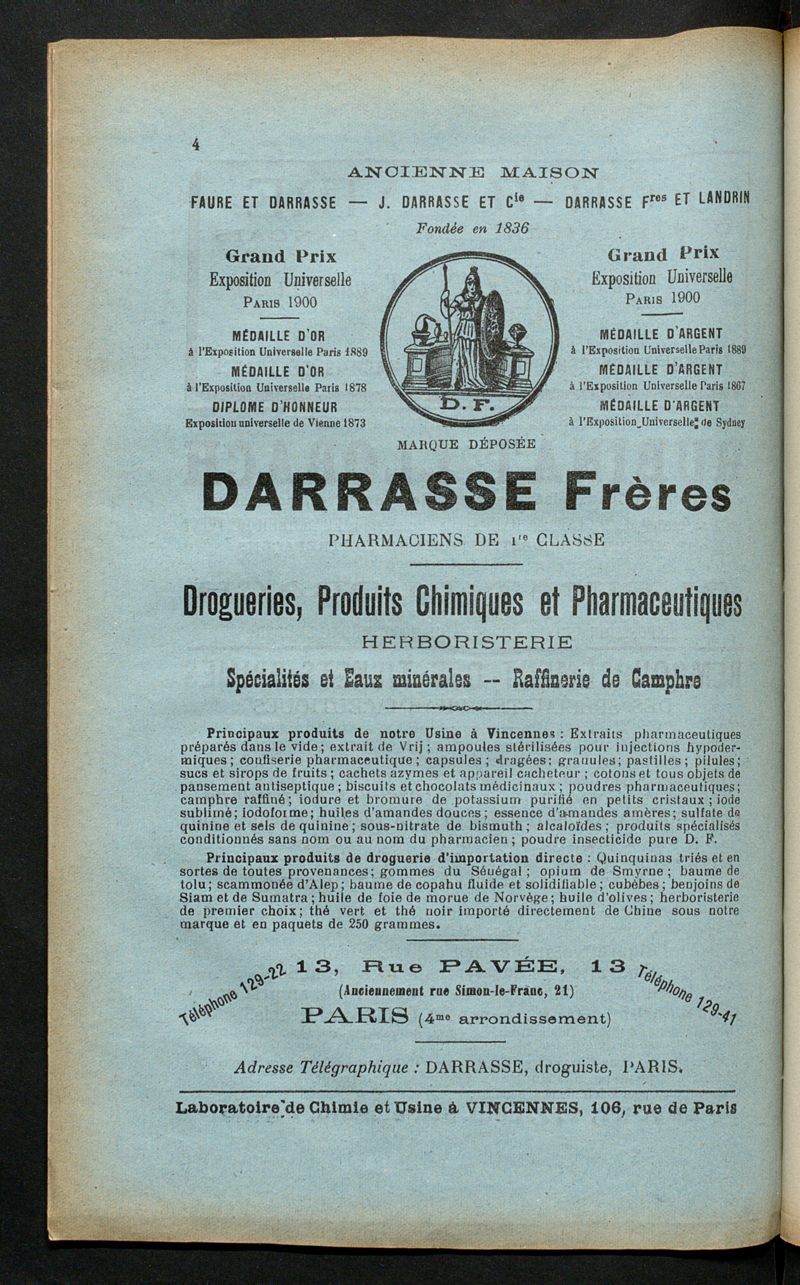 4
ANCIENNE MAISON
FAURE ET DARRASSE — J. DARRASSE ET Cie — DARRASSE Fres ET LANDRIN
Fondée en 1836
Grand Prix
Exposition Universelle
PARIS 1900
MÉDAILLE D'OR
à l'Exposition Universelle Paris 1889
MÉDAILLE D'OR
à l'Exposition Universelle Paris 1878
DIPLOME D'HONNEUR
Exposition universelle de Vienne 1873
D. F.
MARQUE DÉPOSÉE
Grand Prix
Exposition Universelle
PARIS 1900
MÉDAILLE D'ARGENT
à l'Exposition Universelle Paris 1889
MÉDAILLE D'ARGENT
à l'Exposition Universelle Paris 1867
MÉDAILLE D'ARGENT
à l'Exposition Universelle de Sydney
DARRASSE Frères
PHARMACIENS DE 1re CLASSE
Drogueries, Produits Chimiques et Pharmaceutiques
HERBORISTERIE
Spécialités et Eaux minérales -- Raffinerie de Camphre
Principaux produits de notre Usine à Vincennes : Extraits pharmaceutiques
préparés dans le vide ; extrait de Vrij ; ampoules stérilisées pour injections hypoder-
miques ; confiserie pharmaceutique ; capsules ; dragées ; granules ; pastilles ; pilules ;
sucs et sirops de fruits ; cachets azymes et appareil cacheteur ; cotons et tous objets de
pansement antiseptique ; biscuits et chocolats médicinaux ; poudres pharmaceutiques ;
camphre raffiné ; iodure et bromure de potassium purifié en petits cristaux ; iode
sublimé ; iodoforme ; huiles d'amandes douces ; essence d'amandes amères ; sulfate de
quinine et sels de quinine ; sous-nitrate de bismuth ; alcaloïdes ; produits spécialisés
conditionnés sans nom ou au nom du pharmacien ; poudre insecticide pure D. F.
Principaux produits de droguerie d'importation directe : Quinquinas triés et en
sortes de toutes provenances ; gommes du Sénégal ; opium de Smyrne ; baume de
tolu ; scammonée d'Alep ; baume de copahu fluide et solidifiable ; cubèbes ; benjoins de
Siam et de Sumatra ; huile de foie de morue de Norvège ; huile d'olives ; herboristerie
de premier choix ; thé vert et thé noir importé directement de Chine sous notre
marque et en paquets de 250 grammes.
Téléphone 129-22
13, Rue PAVÉE, 13
(Anciennement rue Simon-le-Franc, 21)
PARIS (4me arrondissement)
Téléphone 129-41
Adresse Télégraphique : DARRASSE, droguiste, PARIS.
Laboratoire de Chimie et Usine à VINCENNES, 106, rue de Paris